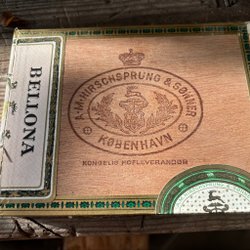 BELLONA
A·M·HIRSCHSPRUNG & SØNNER
KØBENHAVN
KONGELIG HOFLEVERANDØR